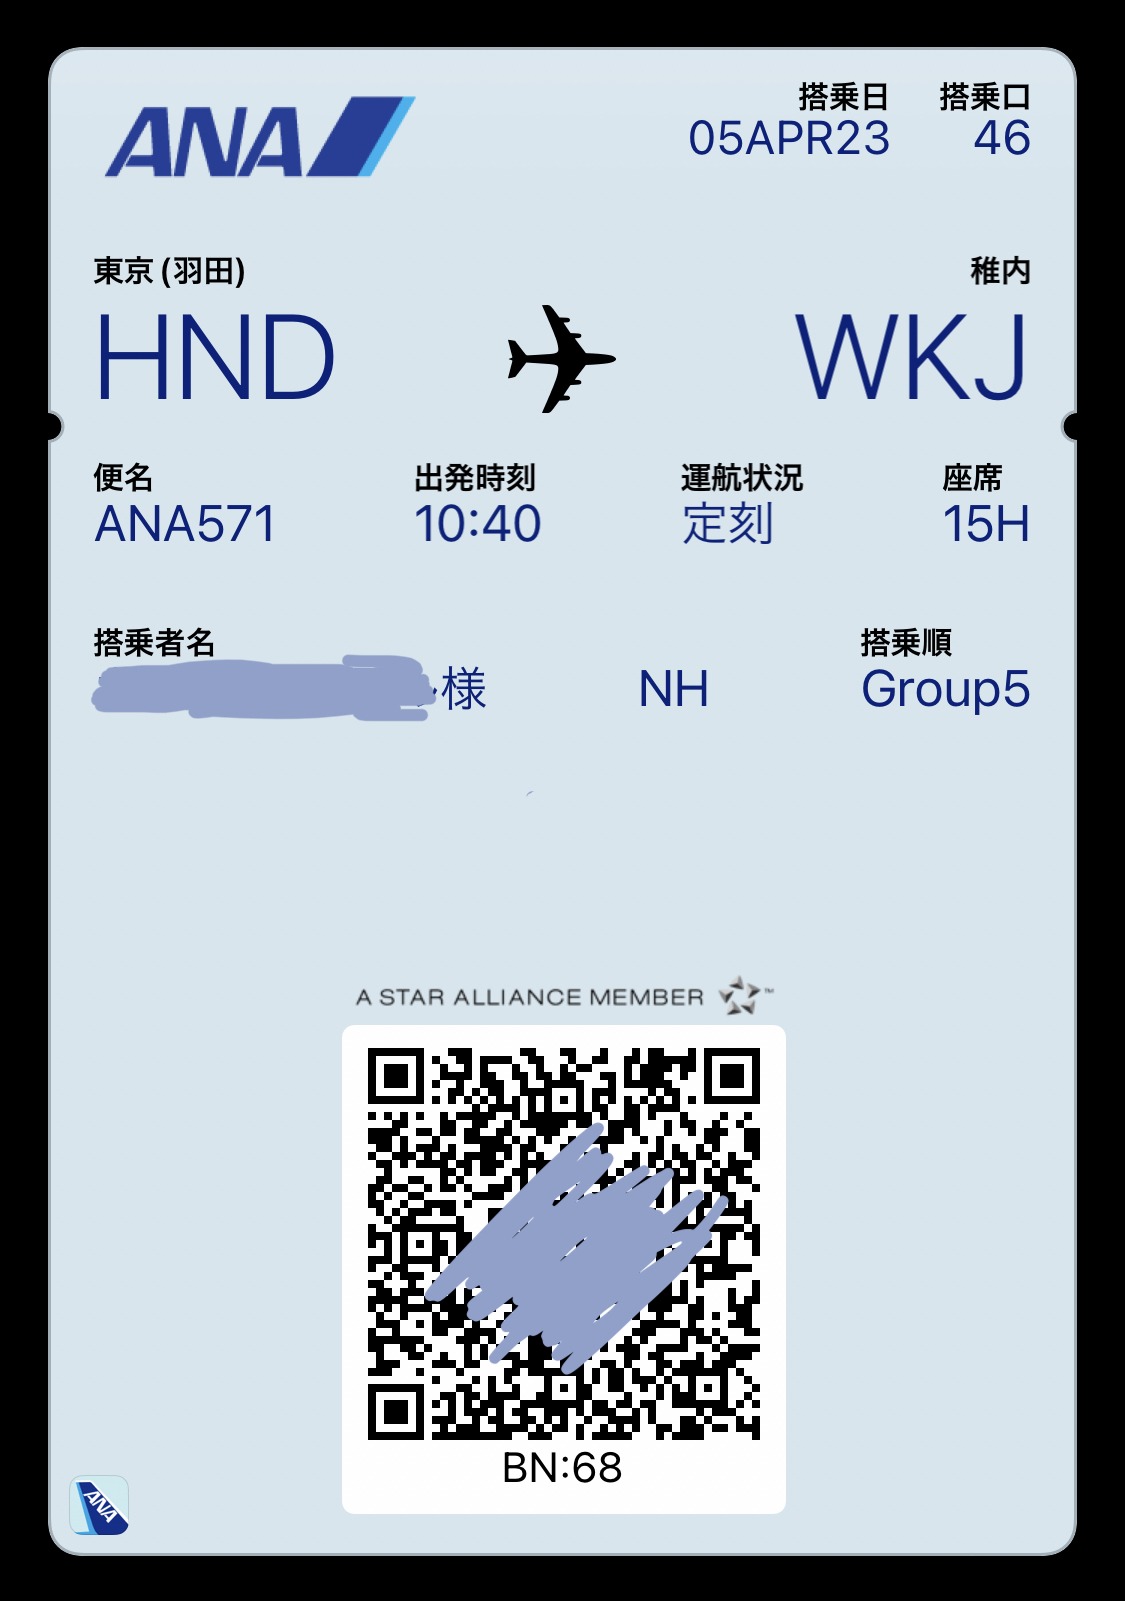 ANA
搭乗日 搭乗口
05APR23 46
東京(羽田) 稚内
HND WKJ
便名 出発時刻 運航状況 座席
ANA571 10:40 定刻 15H
搭乗者名 搭乗順
様 NH Group5
A STAR ALLIANCE MEMBER ™
BN:68
ANA